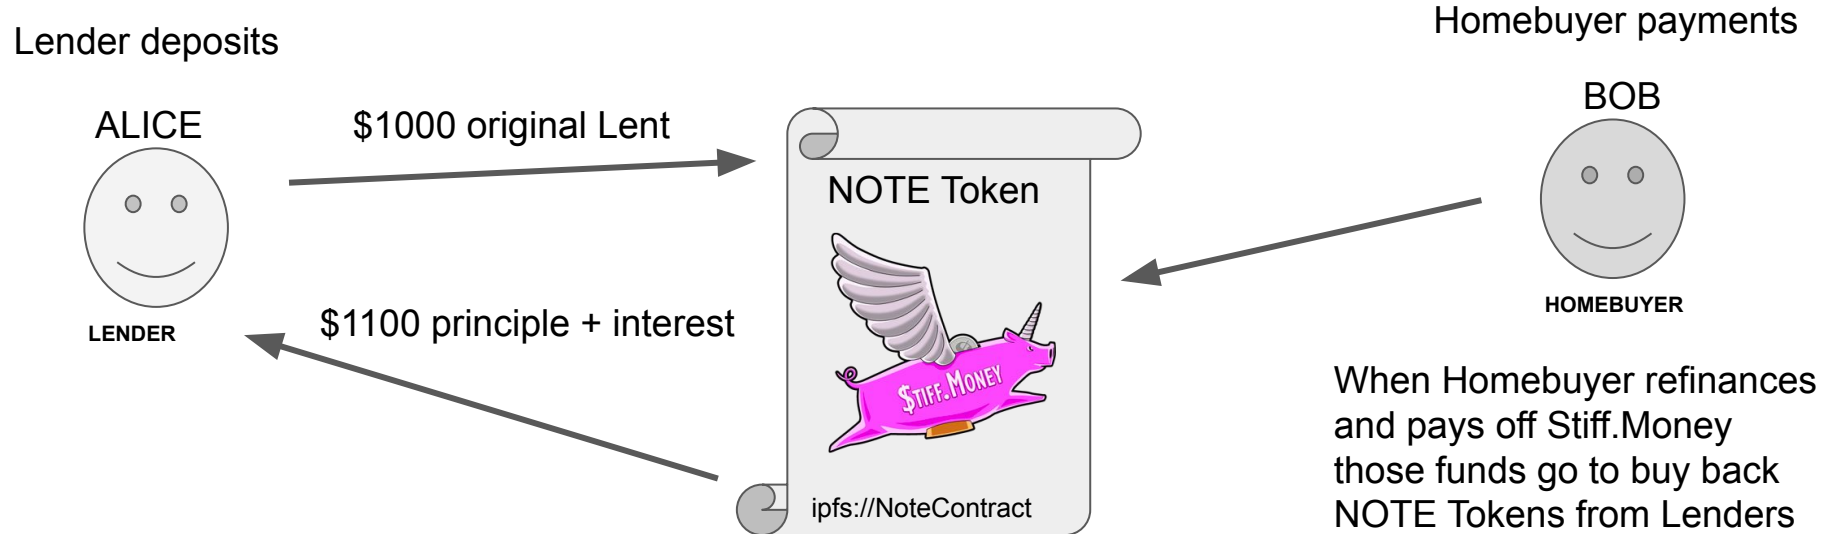 Lender deposits
Homebuyer payments
ALICE
$1000 original Lent
BOB
NOTE Token
LENDER
$1100 principle + interest
HOMEBUYER
$TIFF.MONEY
ipfs://NoteContract
When Homebuyer refinances
and pays off Stiff.Money
those funds go to buy back
NOTE Tokens from Lenders